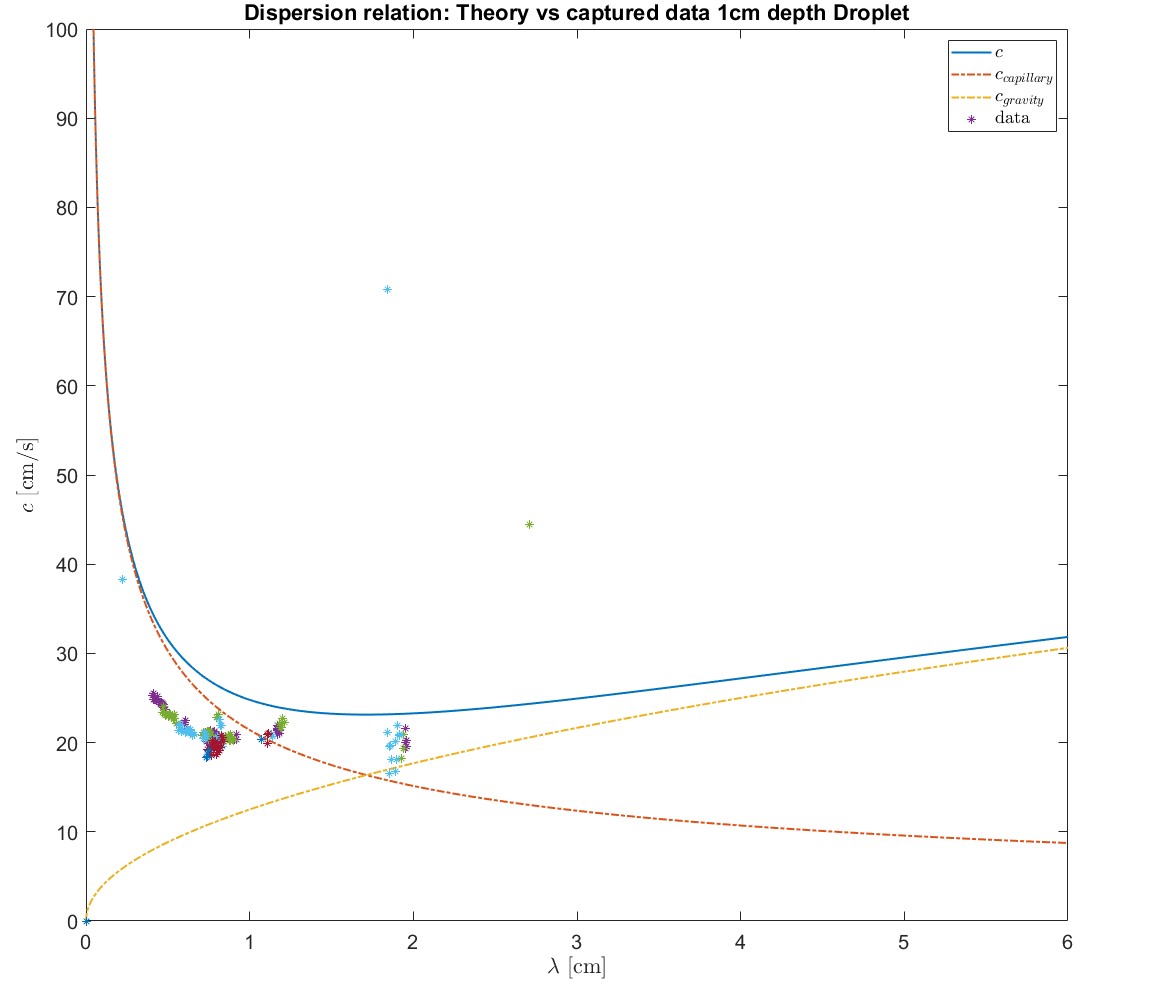 Dispersion relation: Theory vs captured data 1cm depth Droplet
100
90
80
70
60
50
40
30
20
10
0
c [cm/s]
c
c_capillary
c_gravity
data
0 1 2 3 4 5 6
λ [cm]